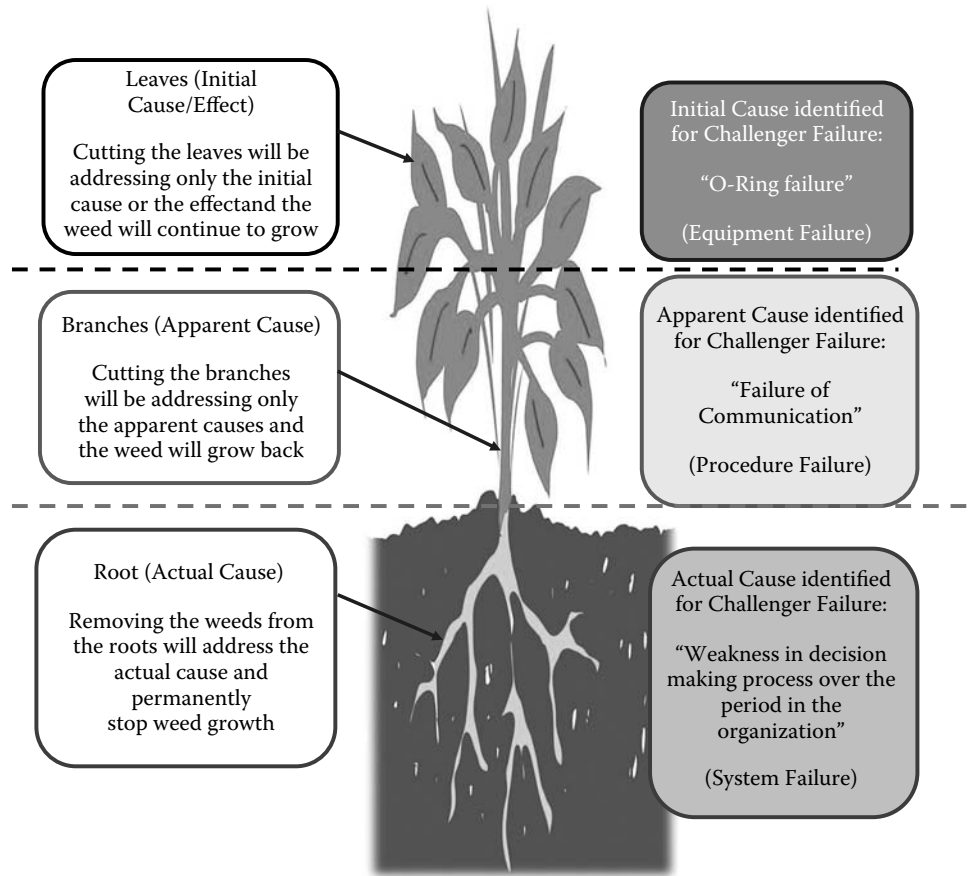 Leaves (Initial
Cause/Effect)
Cutting the leaves will be
addressing only the initial
cause or the effectand the
weed will continue to grow
Initial Cause identified
for Challenger Failure:
“O-Ring failure”
(Equipment Failure)
Branches (Apparent Cause)
Cutting the branches
will be addressing only
the apparent causes and
the weed will grow back
Apparent Cause identified
for Challenger Failure:
“Failure of
Communication”
(Procedure Failure)
Root (Actual Cause)
Removing the weeds from
the roots will address the
actual cause and
permanently
stop weed growth
Actual Cause identified
for Challenger Failure:
“Weakness in decision
making process over the
period in the
organization”
(System Failure)